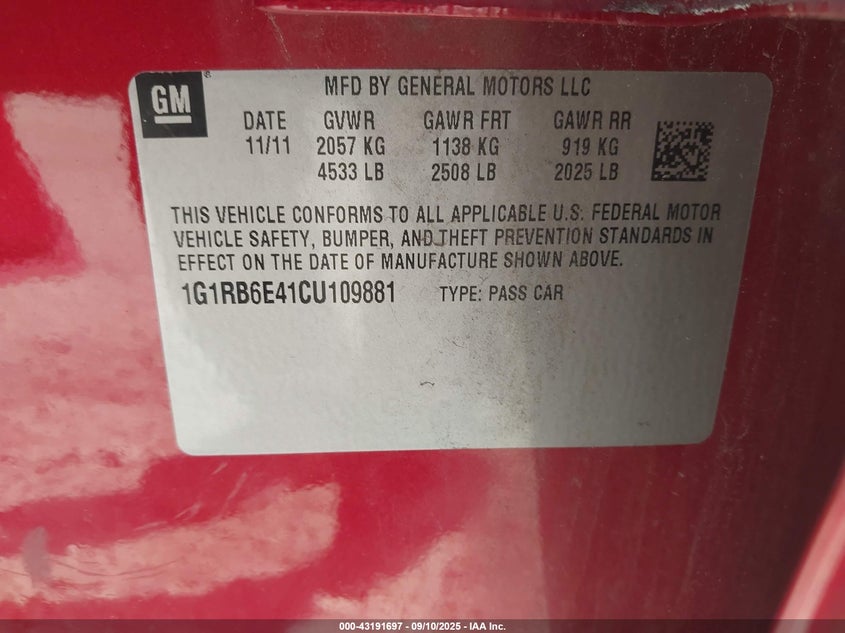 GM
MFD BY GENERAL MOTORS LLC
DATE GVWR GAWR FRT GAWR RR
11/11 2057 KG 1138 KG 919 KG
4533 LB 2508 LB 2025 LB
THIS VEHICLE CONFORMS TO ALL APPLICABLE U.S. FEDERAL MOTOR
VEHICLE SAFETY, BUMPER, AND THEFT PREVENTION STANDARDS IN
EFFECT ON THE DATE OF MANUFACTURE SHOWN ABOVE.
1G1RB6E41CU109881 TYPE: PASS CAR
000-43191697 - 09/10/2025 - IAA Inc.